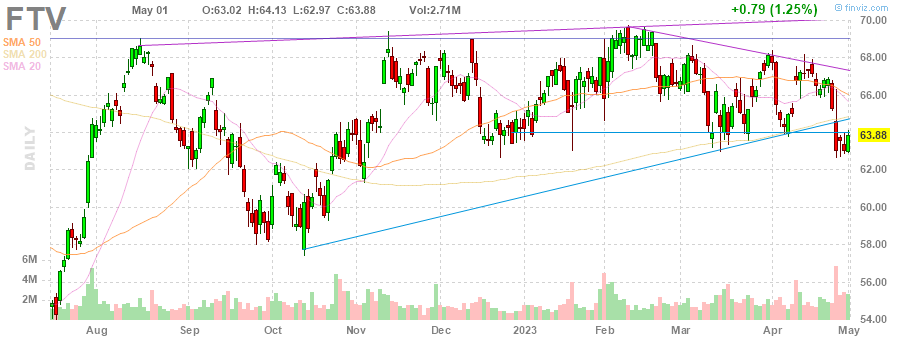 FTV May 01 O:63.02 H:64.13 L:62.97 C:63.88 Vol:2.71M +0.79 (1.25%) finviz.com
SMA 50
SMA 200
SMA 20
DAILY
70.00
68.00
66.00
64.00
63.88
62.00
60.00
58.00
56.00
54.00
6M
4M
2M
Aug Sep Oct Nov Dec 2023 Feb Mar Apr May